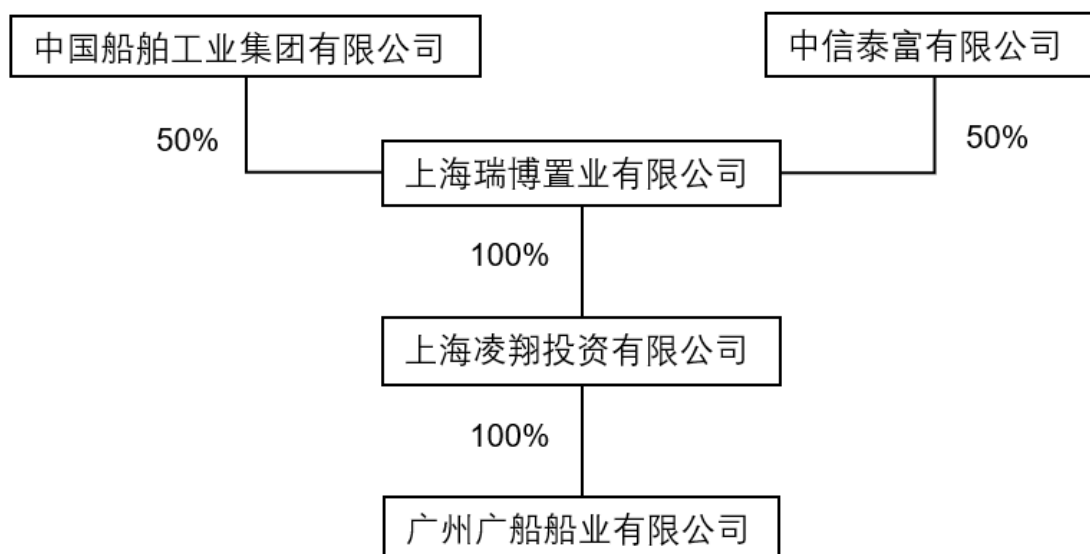 中国船舶工业集团有限公司
中信泰富有限公司
50%
50%
上海瑞博置业有限公司
100%
上海凌翔投资有限公司
100%
广州广船船业有限公司